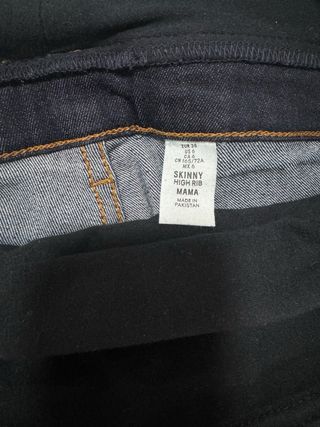 EUR 36
US 6
CA 6
CN 165/72A
MX 6
SKINNY
HIGH RIB
MAMA
MADE IN
PAKISTAN